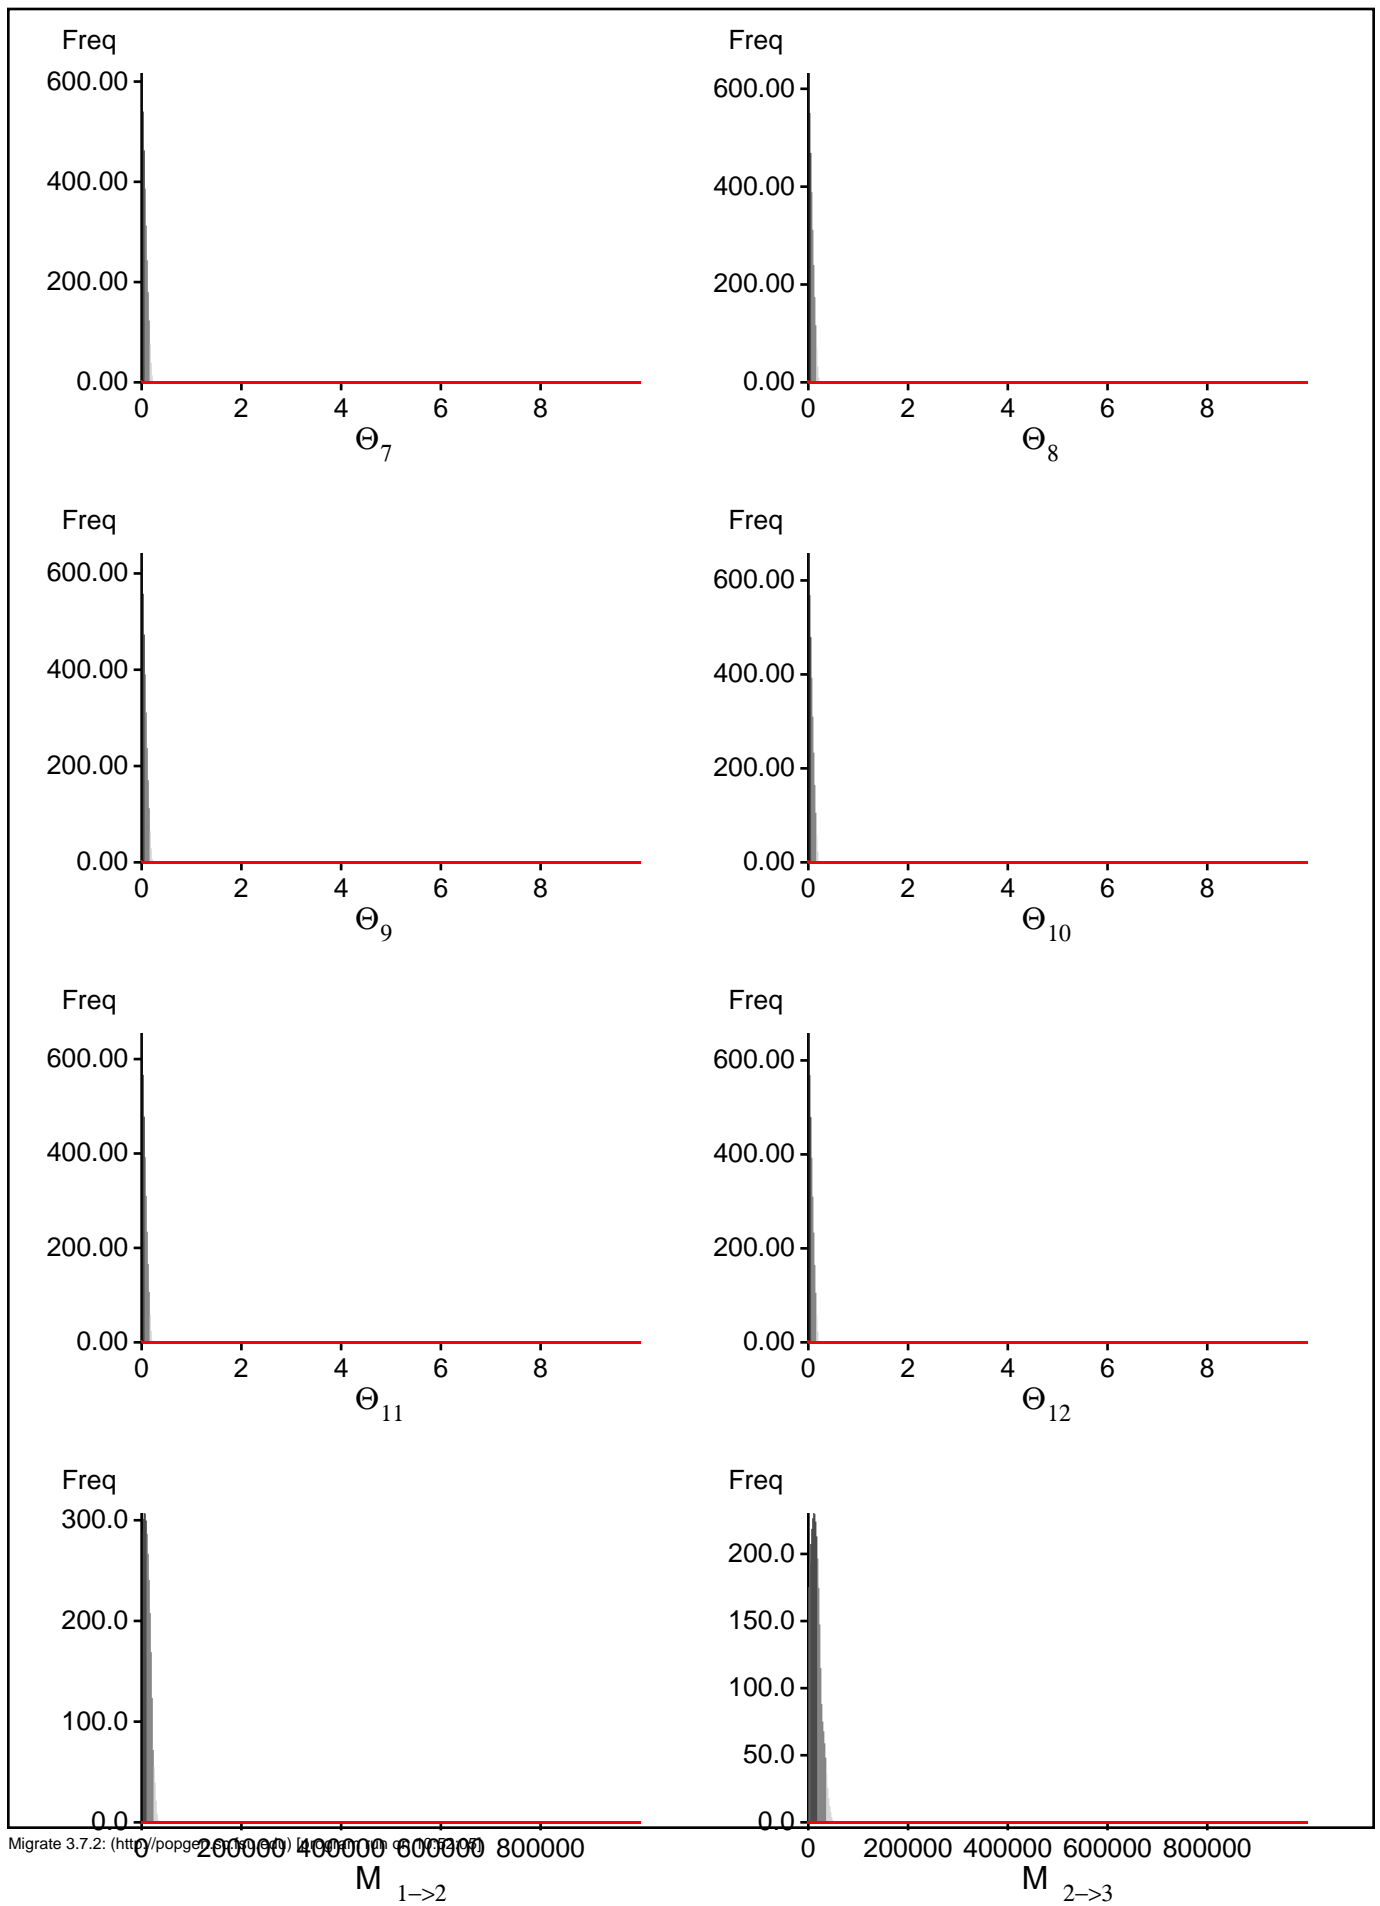 Freq Freq
600.00 600.00
400.00 400.00
200.00 200.00
0.00 0.00
0 2 4 6 8 0 2 4 6 8
Θ7 Θ8
Freq Freq
600.00 600.00
400.00 400.00
200.00 200.00
0.00 0.00
0 2 4 6 8 0 2 4 6 8
Θ9 Θ10
Freq Freq
600.00 600.00
400.00 400.00
200.00 200.00
0.00 0.00
0 2 4 6 8 0 2 4 6 8
Θ11 Θ12
Freq Freq
300.0 200.0
200.0 150.0
100.0 100.0
50.0
0.0 0.0
Migrate 3.7.2: (http://popgen.sc.fsu.edu) [program run on 10:52:05]
0 200000 400000 600000 800000 0 200000 400000 600000 800000
M 1->2 M 2->3